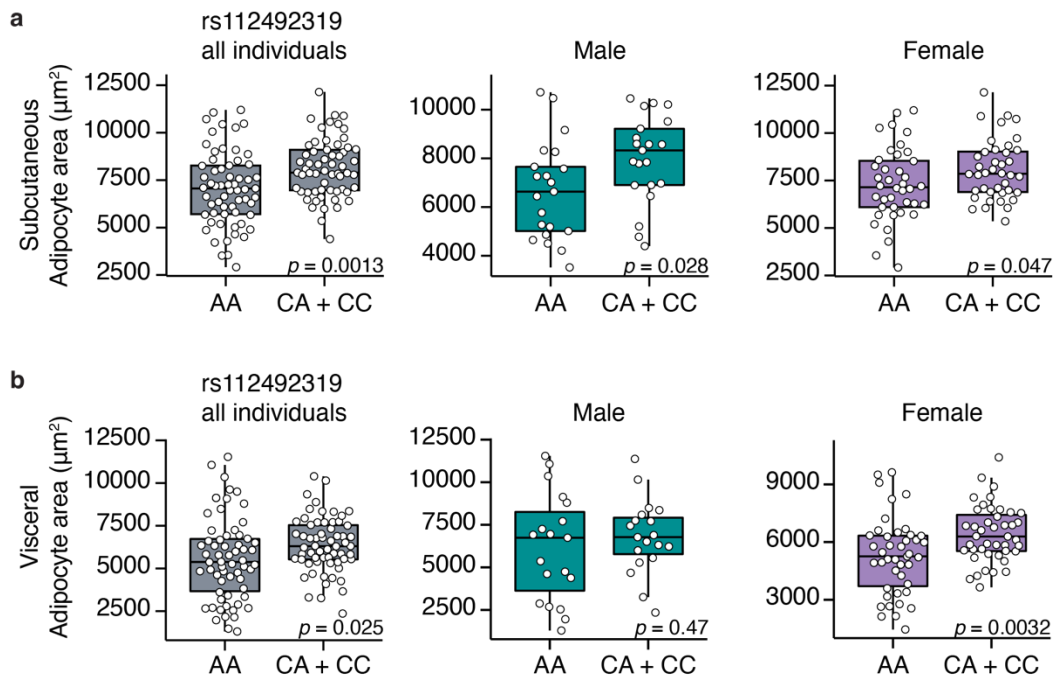 a
rs112492319
all individuals
Male
Female
Subcutaneous
Adipocyte area (µm²)
12500
10000
7500
5000
2500
p = 0.0013
AA
CA + CC
10000
8000
6000
4000
p = 0.028
AA
CA + CC
12500
10000
7500
5000
2500
p = 0.047
AA
CA + CC
b
rs112492319
all individuals
Male
Female
Visceral
Adipocyte area (µm²)
12500
10000
7500
5000
2500
p = 0.025
AA
CA + CC
12500
10000
7500
5000
2500
p = 0.47
AA
CA + CC
9000
6000
3000
p = 0.0032
AA
CA + CC